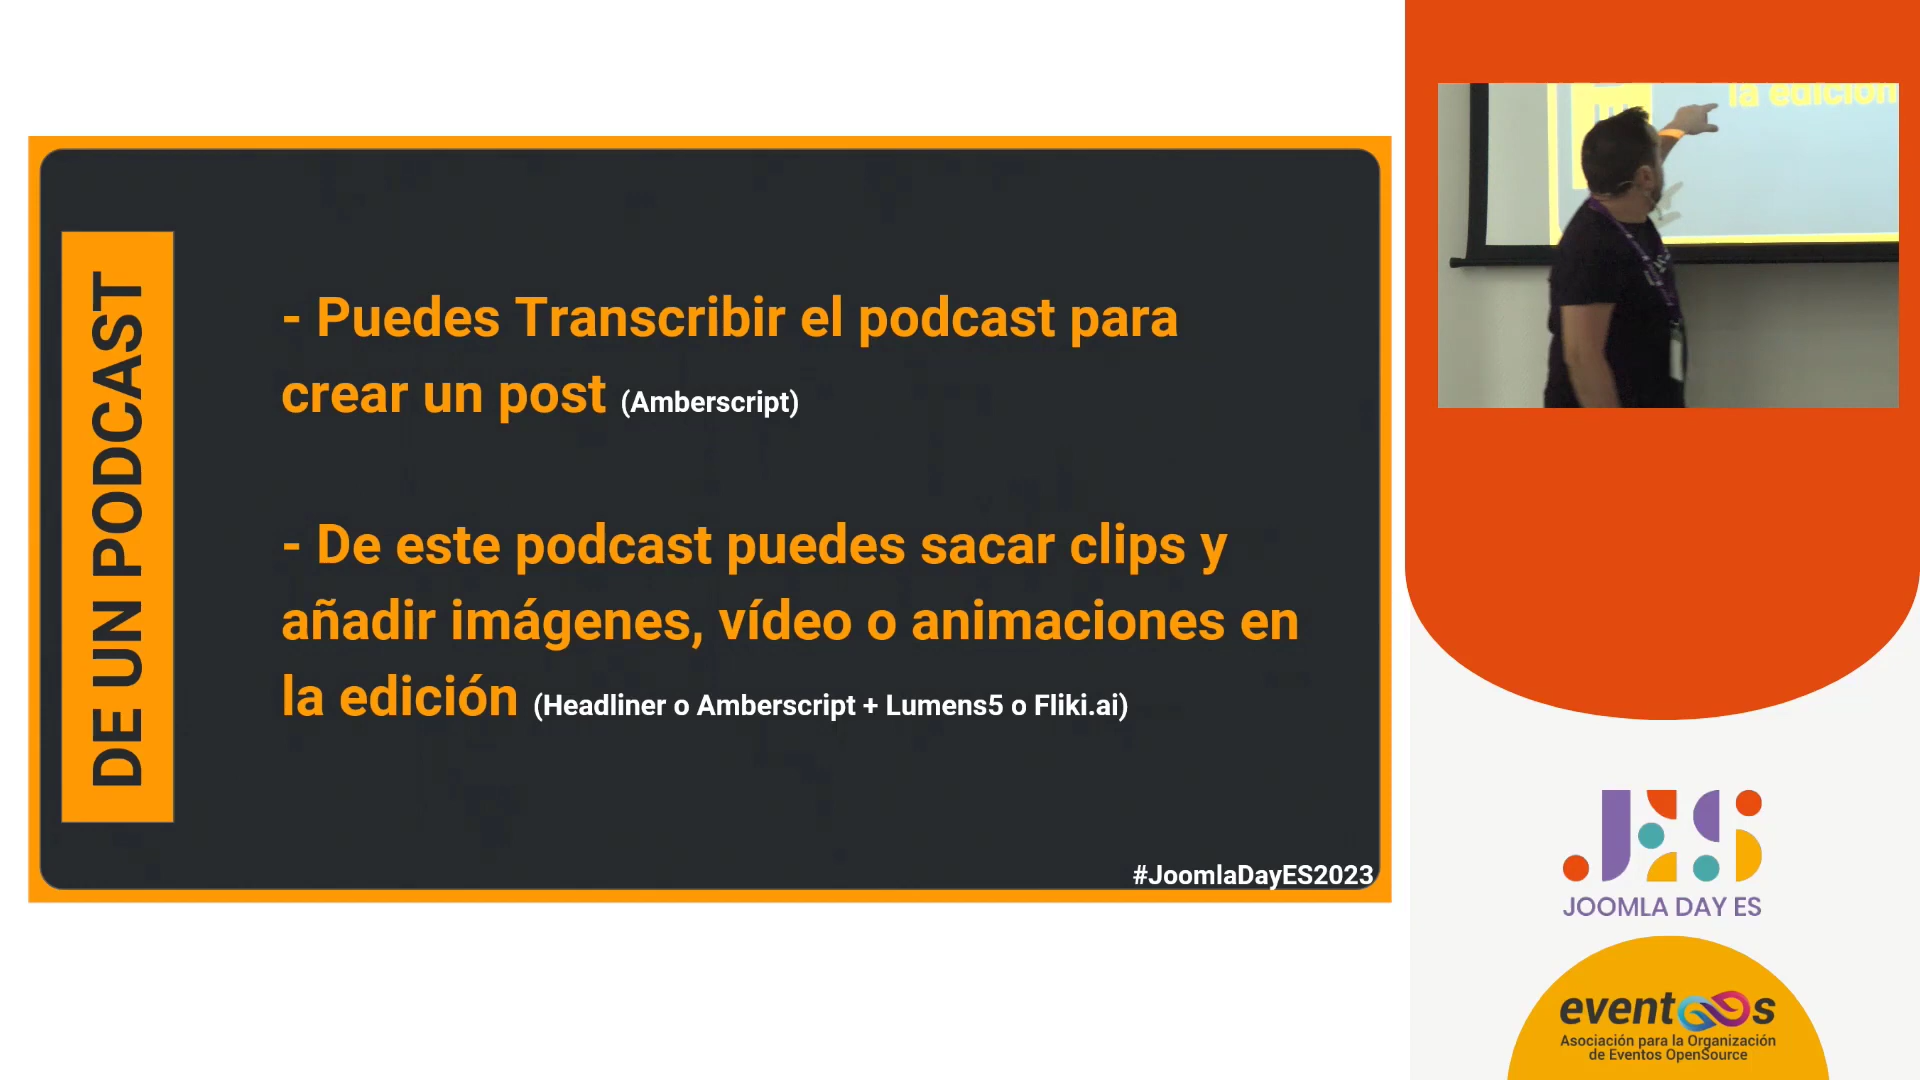 DE UN PODCAST
- Puedes Transcribir el podcast para
crear un post (Amberscript)
- De este podcast puedes sacar clips y
añadir imágenes, vídeo o animaciones en
la edición (Headliner o Amberscript + Lumens5 o Fliki.ai)
#JoomlaDayES2023
la edición
JES
JOOMLA DAY ES
eventoos
Asociación para la Organización
de Eventos OpenSource